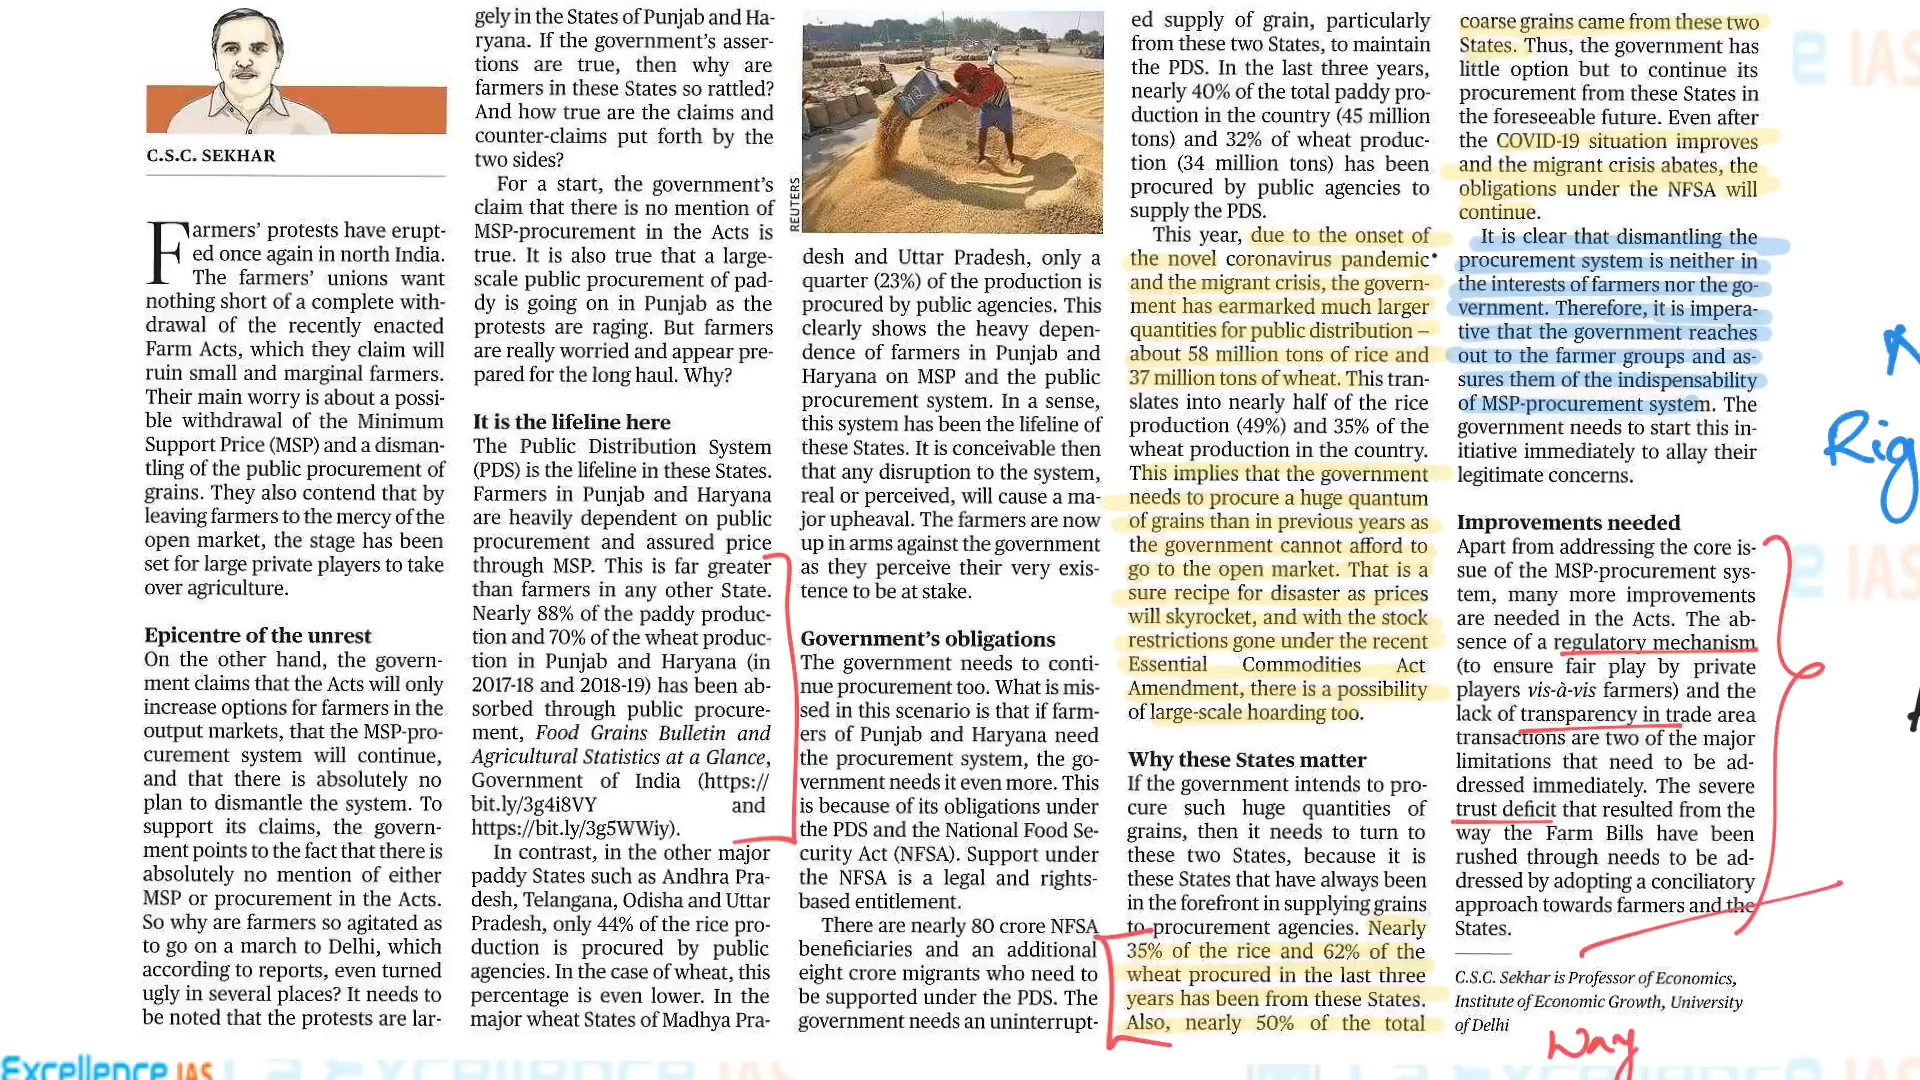 C.S.C. SEKHAR
Farmers' protests have erupt-
ed once again in north India.
The farmers' unions want
nothing short of a complete with-
drawal of the recently enacted
Farm Acts, which they claim will
ruin small and marginal farmers.
Their main worry is about a possi-
ble withdrawal of the Minimum
Support Price (MSP) and a disman-
tling of the public procurement of
grains. They also contend that by
leaving farmers to the mercy of the
open market, the stage has been
set for large private players to take
over agriculture.
Epicentre of the unrest
On the other hand, the govern-
ment claims that the Acts will only
increase options for farmers in the
output markets, that the MSP-pro-
curement system will continue,
and that there is absolutely no
plan to dismantle the system. To
support its claims, the govern-
ment points to the fact that there is
absolutely no mention of either
MSP or procurement in the Acts.
So why are farmers so agitated as
to go on a march to Delhi, which
according to reports, even turned
ugly in several places? It needs to
be noted that the protests are lar-
gely in the States of Punjab and Ha-
ryana. If the government's asser-
tions are true, then why are
farmers in these States so rattled?
And how true are the claims and
counter-claims put forth by the
two sides?
For a start, the government's
claim that there is no mention of
MSP-procurement in the Acts is
true. It is also true that a large-
scale public procurement of pad-
dy is going on in Punjab as the
protests are raging. But farmers
are really worried and appear pre-
pared for the long haul. Why?
It is the lifeline here
The Public Distribution System
(PDS) is the lifeline in these States.
Farmers in Punjab and Haryana
are heavily dependent on public
procurement and assured price
through MSP. This is far greater
than farmers in any other State.
Nearly 88% of the paddy produc-
tion and 70% of the wheat produc-
tion in Punjab and Haryana (in
2017-18 and 2018-19) has been ab-
sorbed through public procure-
ment, Food Grains Bulletin and
Agricultural Statistics at a Glance,
Government of India (https://
bit.ly/3g4i8VY and
https://bit.ly/3g5WWiy).
In contrast, in the other major
paddy States such as Andhra Pra-
desh, Telangana, Odisha and Uttar
Pradesh, only 44% of the rice pro-
duction is procured by public
agencies. In the case of wheat, this
percentage is even lower. In the
major wheat States of Madhya Pra-
REUTERS
desh and Uttar Pradesh, only a
quarter (23%) of the production is
procured by public agencies. This
clearly shows the heavy depen-
dence of farmers in Punjab and
Haryana on MSP and the public
procurement system. In a sense,
this system has been the lifeline of
these States. It is conceivable then
that any disruption to the system,
real or perceived, will cause a ma-
jor upheaval. The farmers are now
up in arms against the government
as they perceive their very exis-
tence to be at stake.
Government's obligations
The government needs to conti-
nue procurement too. What is mis-
sed in this scenario is that if farm-
ers of Punjab and Haryana need
the procurement system, the go-
vernment needs it even more. This
is because of its obligations under
the PDS and the National Food Se-
curity Act (NFSA). Support under
the NFSA is a legal and rights-
based entitlement.
There are nearly 80 crore NFSA
beneficiaries and an additional
eight crore migrants who need to
be supported under the PDS. The
government needs an uninterrupt-
ed supply of grain, particularly
from these two States, to maintain
the PDS. In the last three years,
nearly 40% of the total paddy pro-
duction in the country (45 million
tons) and 32% of wheat produc-
tion (34 million tons) has been
procured by public agencies to
supply the PDS.
This year, due to the onset of
the novel coronavirus pandemic
and the migrant crisis, the govern-
ment has earmarked much larger
quantities for public distribution –
about 58 million tons of rice and
37 million tons of wheat. This tran-
slates into nearly half of the rice
production (49%) and 35% of the
wheat production in the country.
This implies that the government
needs to procure a huge quantum
of grains than in previous years as
the government cannot afford to
go to the open market. That is a
sure recipe for disaster as prices
will skyrocket, and with the stock
restrictions gone under the recent
Essential Commodities Act
Amendment, there is a possibility
of large-scale hoarding too.
Why these States matter
If the government intends to pro-
cure such huge quantities of
grains, then it needs to turn to
these two States, because it is
these States that have always been
in the forefront in supplying grains
to procurement agencies. Nearly
35% of the rice and 62% of the
wheat procured in the last three
years has been from these States.
Also, nearly 50% of the total
coarse grains came from these two
States. Thus, the government has
little option but to continue its
procurement from these States in
the foreseeable future. Even after
the COVID-19 situation improves
and the migrant crisis abates, the
obligations under the NFSA will
continue.
It is clear that dismantling the
procurement system is neither in
the interests of farmers nor the go-
vernment. Therefore, it is impera-
tive that the government reaches
out to the farmer groups and as-
sures them of the indispensability
of MSP-procurement system. The
government needs to start this in-
itiative immediately to allay their
legitimate concerns.
Improvements needed
Apart from addressing the core is-
sue of the MSP-procurement sys-
tem, many more improvements
are needed in the Acts. The ab-
sence of a regulatory mechanism
(to ensure fair play by private
players vis-à-vis farmers) and the
lack of transparency in trade area
transactions are two of the major
limitations that need to be ad-
dressed immediately. The severe
trust deficit that resulted from the
way the Farm Bills have been
rushed through needs to be ad-
dressed by adopting a conciliatory
approach towards farmers and the
States.
C.S.C. Sekhar is Professor of Economics,
Institute of Economic Growth, University
of Delhi
Way
Rig
IAS
IAS
Excellence IAS